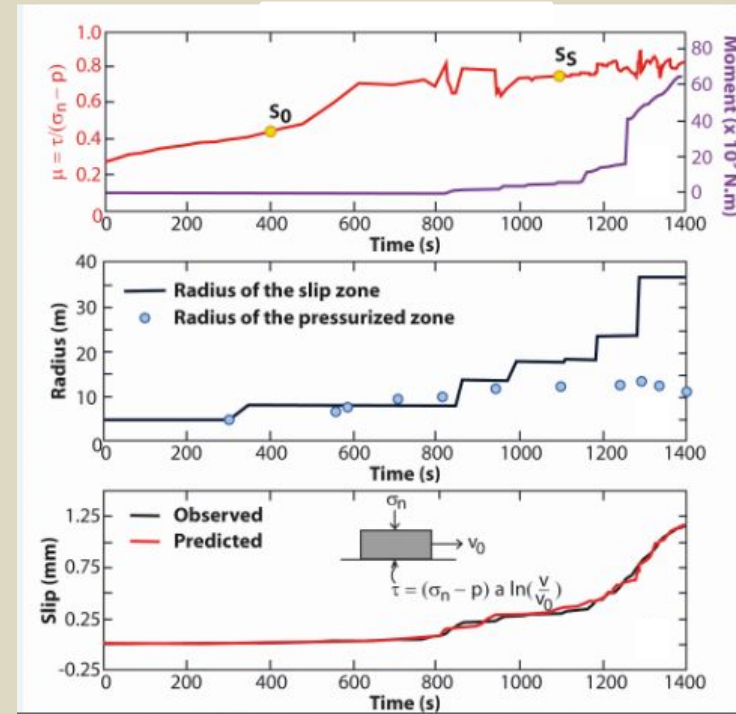 1.0
0.8
0.6
0.4
0.2
0
μ = τ/(σn − p)
S0
SS
80
60
40
20
0
0 200 400 600 800 1000 1200 1400
Time (s)
40
30
20
10
0
Radius (m)
Radius of the slip zone
Radius of the pressurized zone
0 200 400 600 800 1000 1200 1400
Time (s)
1.25
0.75
0.25
-0.25
Slip (mm)
Observed
Predicted
σn
v0
τ = (σn − p) a ln(v/v0)
0 200 400 600 800 1000 1200 1400
Time (s)